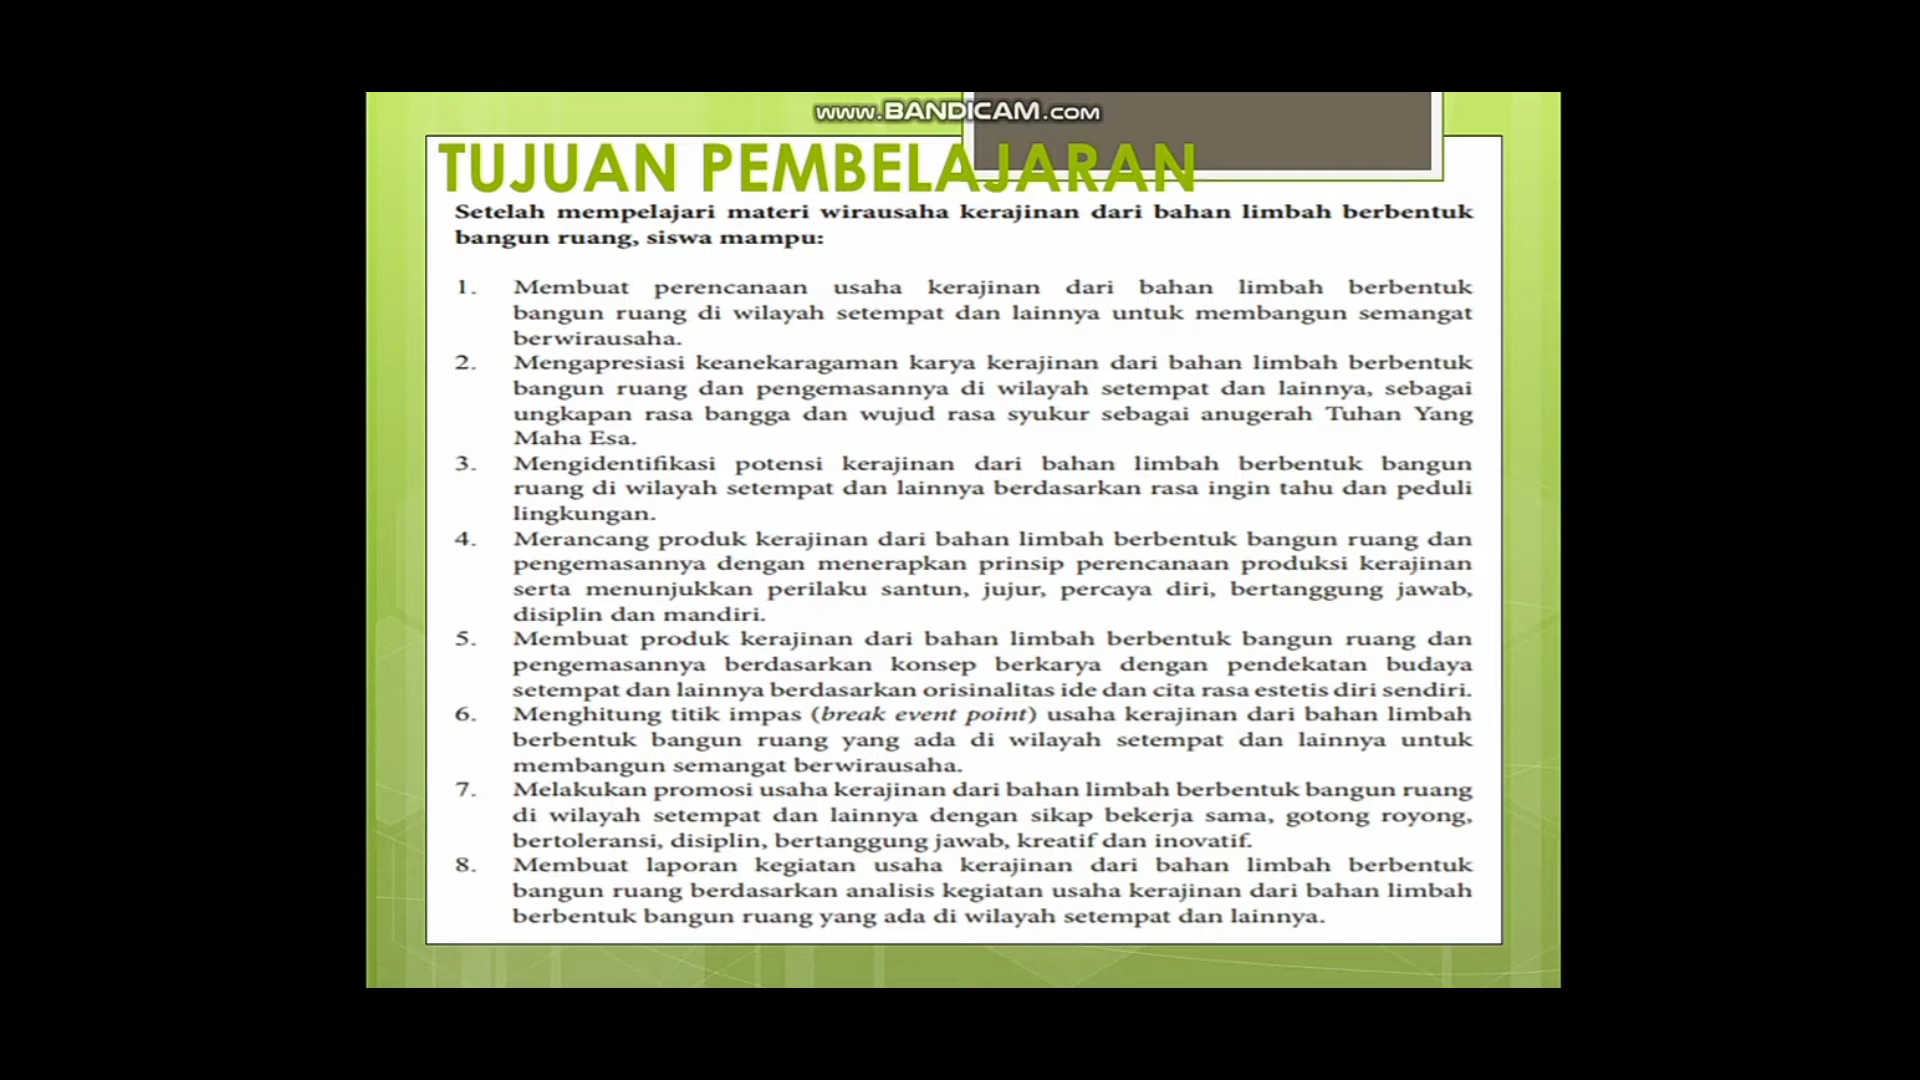 www.BANDICAM.com
TUJUAN PEMBELAJARAN
Setelah mempelajari materi wirausaha kerajinan dari bahan limbah berbentuk
bangun ruang, siswa mampu:
1. Membuat perencanaan usaha kerajinan dari bahan limbah berbentuk
bangun ruang di wilayah setempat dan lainnya untuk membangun semangat
berwirausaha.
2. Mengapresiasi keanekaragaman karya kerajinan dari bahan limbah berbentuk
bangun ruang dan pengemasannya di wilayah setempat dan lainnya, sebagai
ungkapan rasa bangga dan wujud rasa syukur sebagai anugerah Tuhan Yang
Maha Esa.
3. Mengidentifikasi potensi kerajinan dari bahan limbah berbentuk bangun
ruang di wilayah setempat dan lainnya berdasarkan rasa ingin tahu dan peduli
lingkungan.
4. Merancang produk kerajinan dari bahan limbah berbentuk bangun ruang dan
pengemasannya dengan menerapkan prinsip perencanaan produksi kerajinan
serta menunjukkan perilaku santun, jujur, percaya diri, bertanggung jawab,
disiplin dan mandiri.
5. Membuat produk kerajinan dari bahan limbah berbentuk bangun ruang dan
pengemasannya berdasarkan konsep berkarya dengan pendekatan budaya
setempat dan lainnya berdasarkan orisinalitas ide dan cita rasa estetis diri sendiri.
6. Menghitung titik impas (break event point) usaha kerajinan dari bahan limbah
berbentuk bangun ruang yang ada di wilayah setempat dan lainnya untuk
membangun semangat berwirausaha.
7. Melakukan promosi usaha kerajinan dari bahan limbah berbentuk bangun ruang
di wilayah setempat dan lainnya dengan sikap bekerja sama, gotong royong,
bertoleransi, disiplin, bertanggung jawab, kreatif dan inovatif.
8. Membuat laporan kegiatan usaha kerajinan dari bahan limbah berbentuk
bangun ruang berdasarkan analisis kegiatan usaha kerajinan dari bahan limbah
berbentuk bangun ruang yang ada di wilayah setempat dan lainnya.